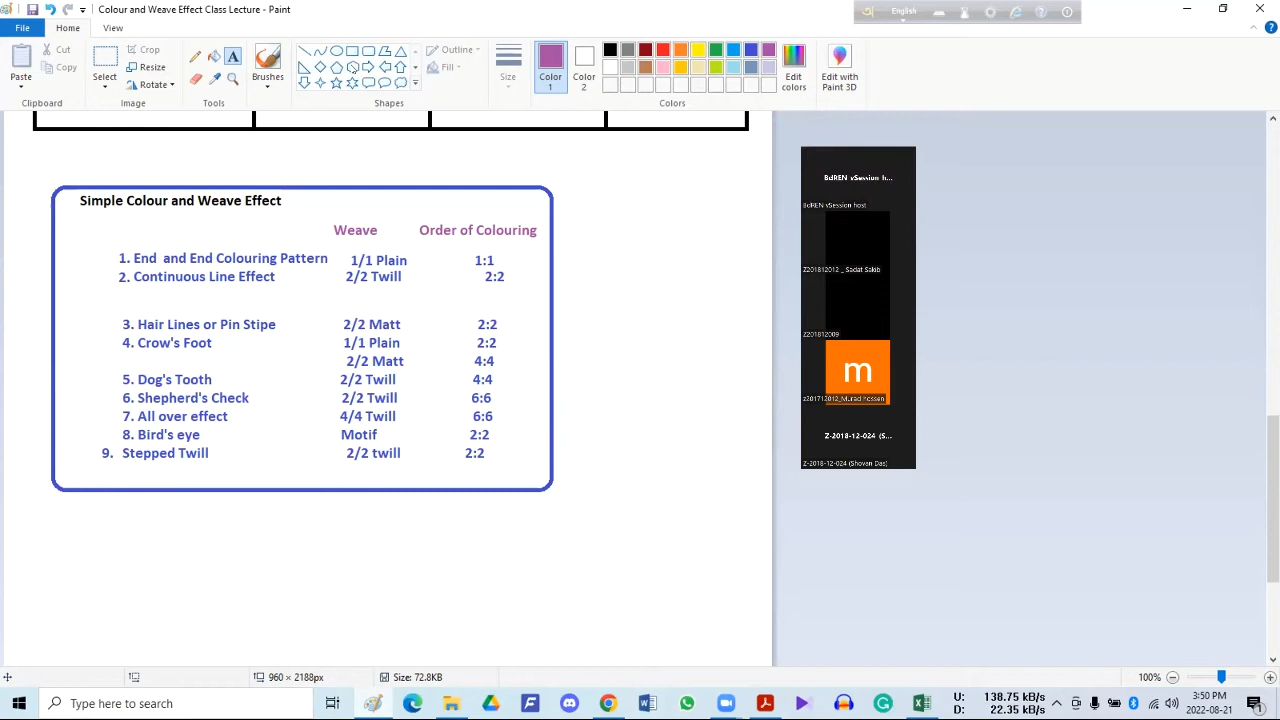 Colour and Weave Effect Class Lecture - Paint
English
File
Home
View
Paste
Cut
Copy
Clipboard
Select
Crop
Resize
Rotate
Image
A
Tools
Brushes
Outline
Fill
Shapes
Size
Color 1
Color 2
Edit colors
Colors
Edit with Paint 3D
Simple Colour and Weave Effect
Weave Order of Colouring
1. End and End Colouring Pattern 1/1 Plain 1:1
2. Continuous Line Effect 2/2 Twill 2:2
3. Hair Lines or Pin Stipe 2/2 Matt 2:2
4. Crow's Foot 1/1 Plain 2:2
2/2 Matt 4:4
5. Dog's Tooth 2/2 Twill 4:4
6. Shepherd's Check 2/2 Twill 6:6
7. All over effect 4/4 Twill 6:6
8. Bird's eye Motif 2:2
9. Stepped Twill 2/2 twill 2:2
BdREN vSession h...
BdREN vSession host
Z201812012 _ Sadat Sakib
Z201812009
m
z201712012_Murad hossen
Z-2018-12-024 (S...
Z-2018-12-024 (Shovan Das)
960 × 2188px
Size: 72.8KB
100%
Type here to search
U: 138.75 kB/s
D: 22.35 kB/s
3:50 PM
2022-08-21